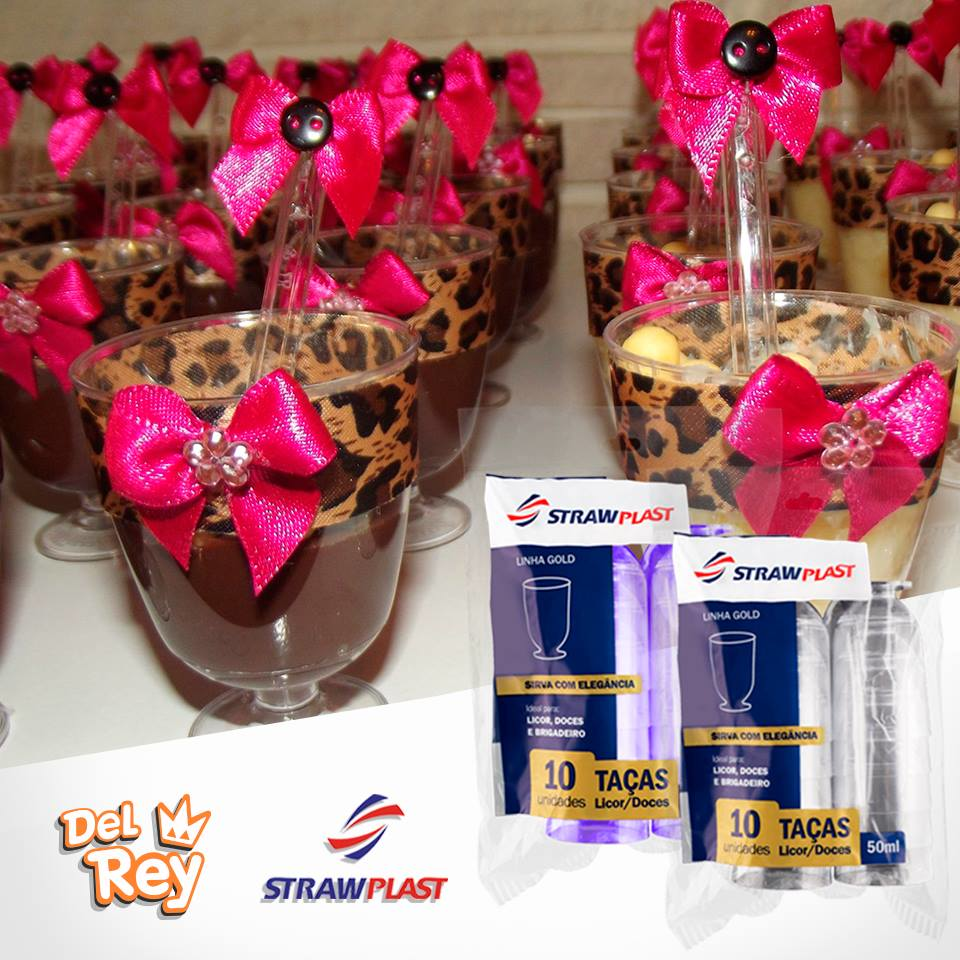 STRAWPLAST
LINHA GOLD
SIRVA COM ELEGÂNCIA
Ideal para:
LICOR, DOCES
E BRIGADEIRO
10
unidades
TAÇAS
Licor/Doces
STRAWPLAST
LINHA GOLD
SIRVA COM ELEGÂNCIA
Ideal para:
LICOR, DOCES
E BRIGADEIRO
10
unidades
TAÇAS
Licor/Doces
50ml
Del
Rey
STRAWPLAST